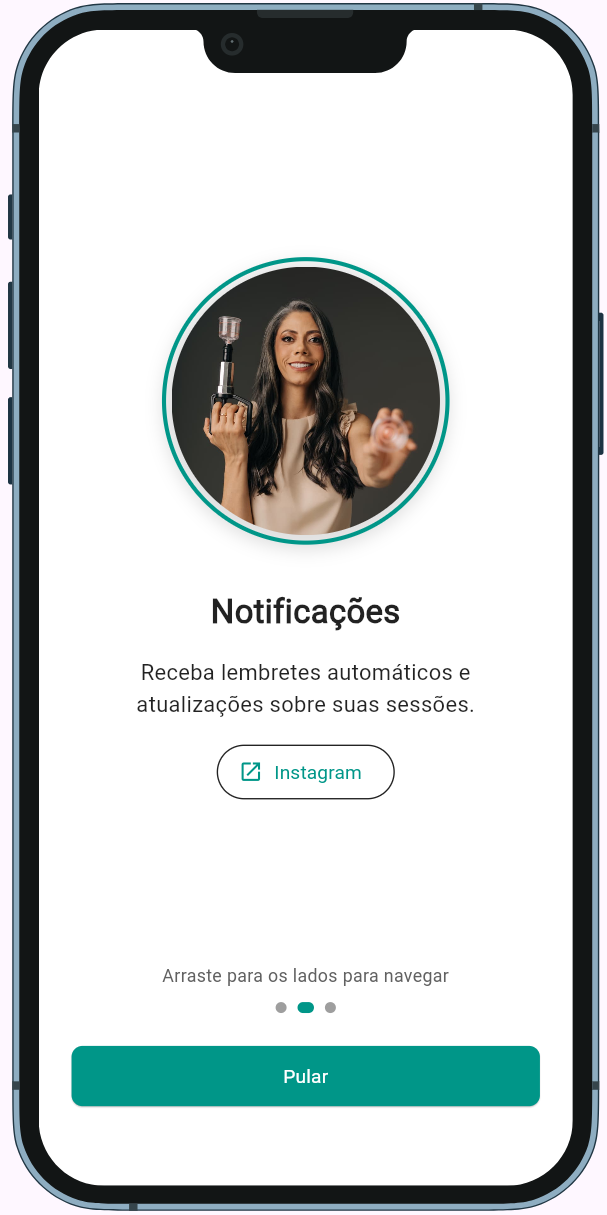 Notificações
Receba lembretes automáticos e
atualizações sobre suas sessões.
Instagram
Arraste para os lados para navegar
Pular